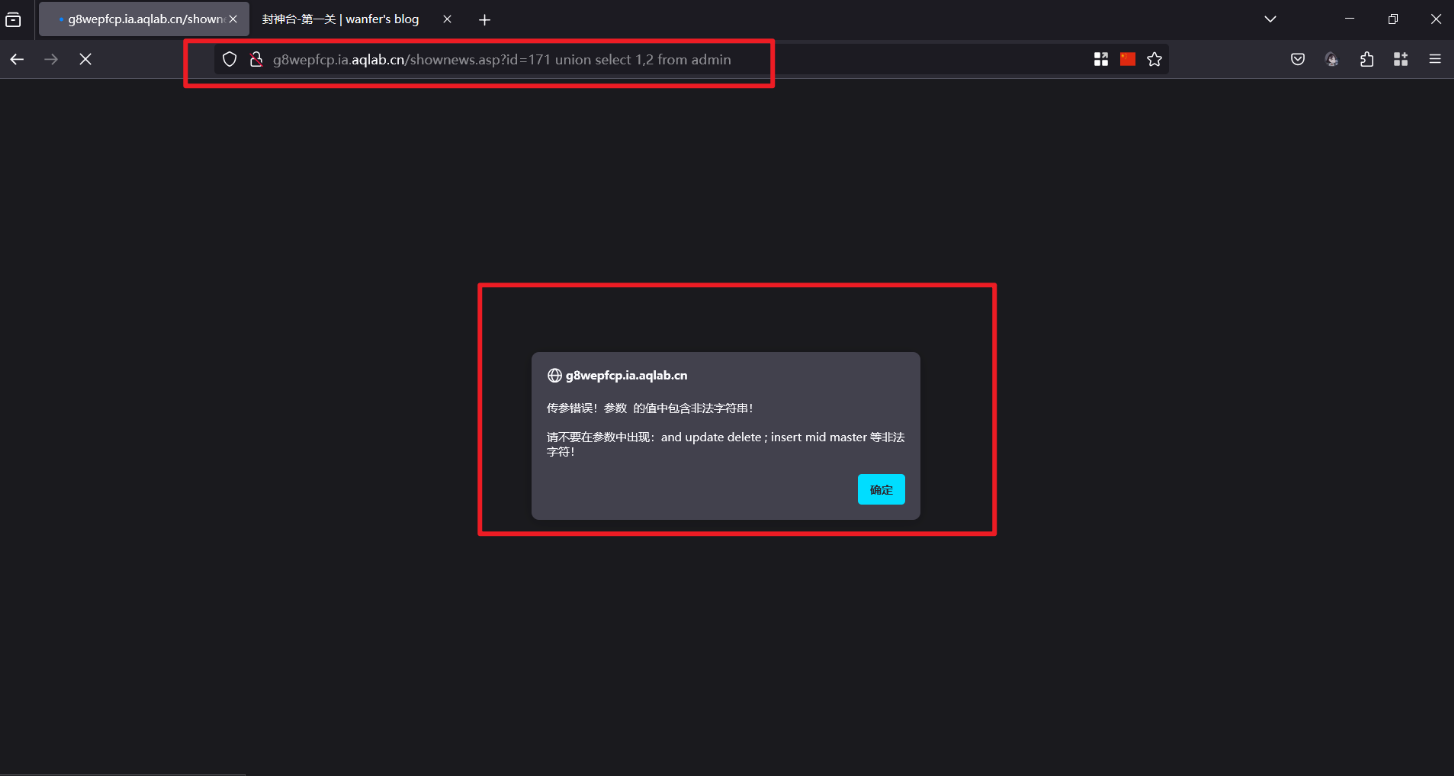 g8wepfcp.ia.aqlab.cn/shown
封神台-第一关 | wanfer's blog
g8wepfcp.ia.aqlab.cn/shownews.asp?id=171 union select 1,2 from admin
g8wepfcp.ia.aqlab.cn
传参错误！参数 的值中包含非法字符串！
请不要在参数中出现：and update delete ; insert mid master 等非法
字符！
确定